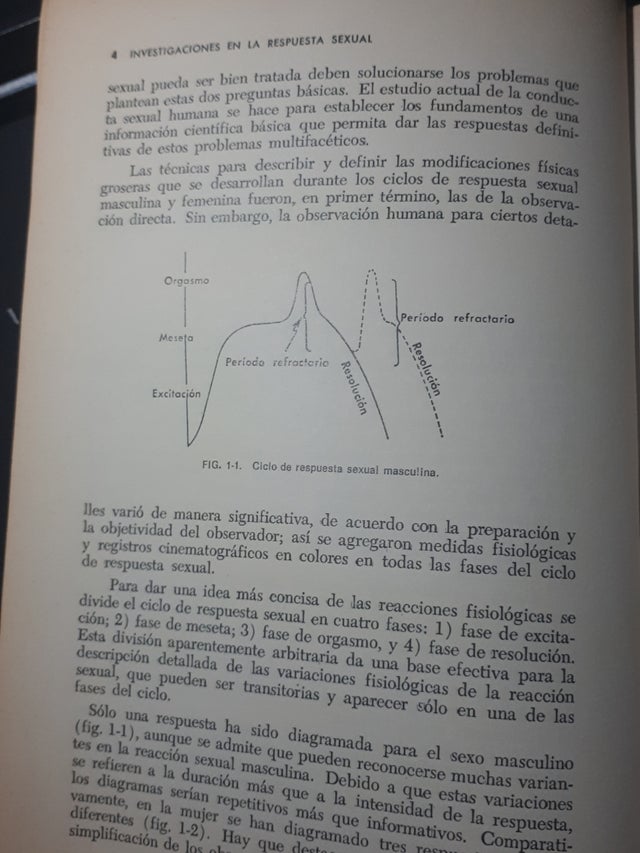 4 INVESTIGACIONES EN LA RESPUESTA SEXUAL
sexual pueda ser bien tratada deben solucionarse los problemas que
plantean estas dos preguntas básicas. El estudio actual de la conduc-
ta sexual humana se hace para establecer los fundamentos de una
información científica básica que permita dar las respuestas defini-
tivas de estos problemas multifacéticos.
Las técnicas para describir y definir las modificaciones físicas
groseras que se desarrollan durante los ciclos de respuesta sexual
masculina y femenina fueron, en primer término, las de la observa-
ción directa. Sin embargo, la observación humana para ciertos deta-
Orgasmo
Meseta
Excitación
Período refractario
Resolución
Período refractario
Resolución
FIG. 1-1. Ciclo de respuesta sexual masculina.
lles varió de manera significativa, de acuerdo con la preparación y
la objetividad del observador; así se agregaron medidas fisiológicas
y registros cinematográficos en colores en todas las fases del ciclo
de respuesta sexual.
Para dar una idea más concisa de las reacciones fisiológicas se
divide el ciclo de respuesta sexual en cuatro fases: 1) fase de excita-
ción; 2) fase de meseta; 3) fase de orgasmo, y 4) fase de resolución.
Esta división aparentemente arbitraria da una base efectiva para la
descripción detallada de las variaciones fisiológicas de la reacción
sexual, que pueden ser transitorias y aparecer sólo en una de las
fases del ciclo.
Sólo una respuesta ha sido diagramada para el sexo masculino
(fig. 1-1), aunque se admite que pueden reconocerse muchas varian-
tes en la reacción sexual masculina. Debido a que estas variaciones
se refieren a la duración más que a la intensidad de la respuesta,
los diagramas serían repetitivos más que informativos. Comparati-
vamente, en la mujer se han diagramado tres
diferentes (fig. 1-2). Hay que
simplificación de los